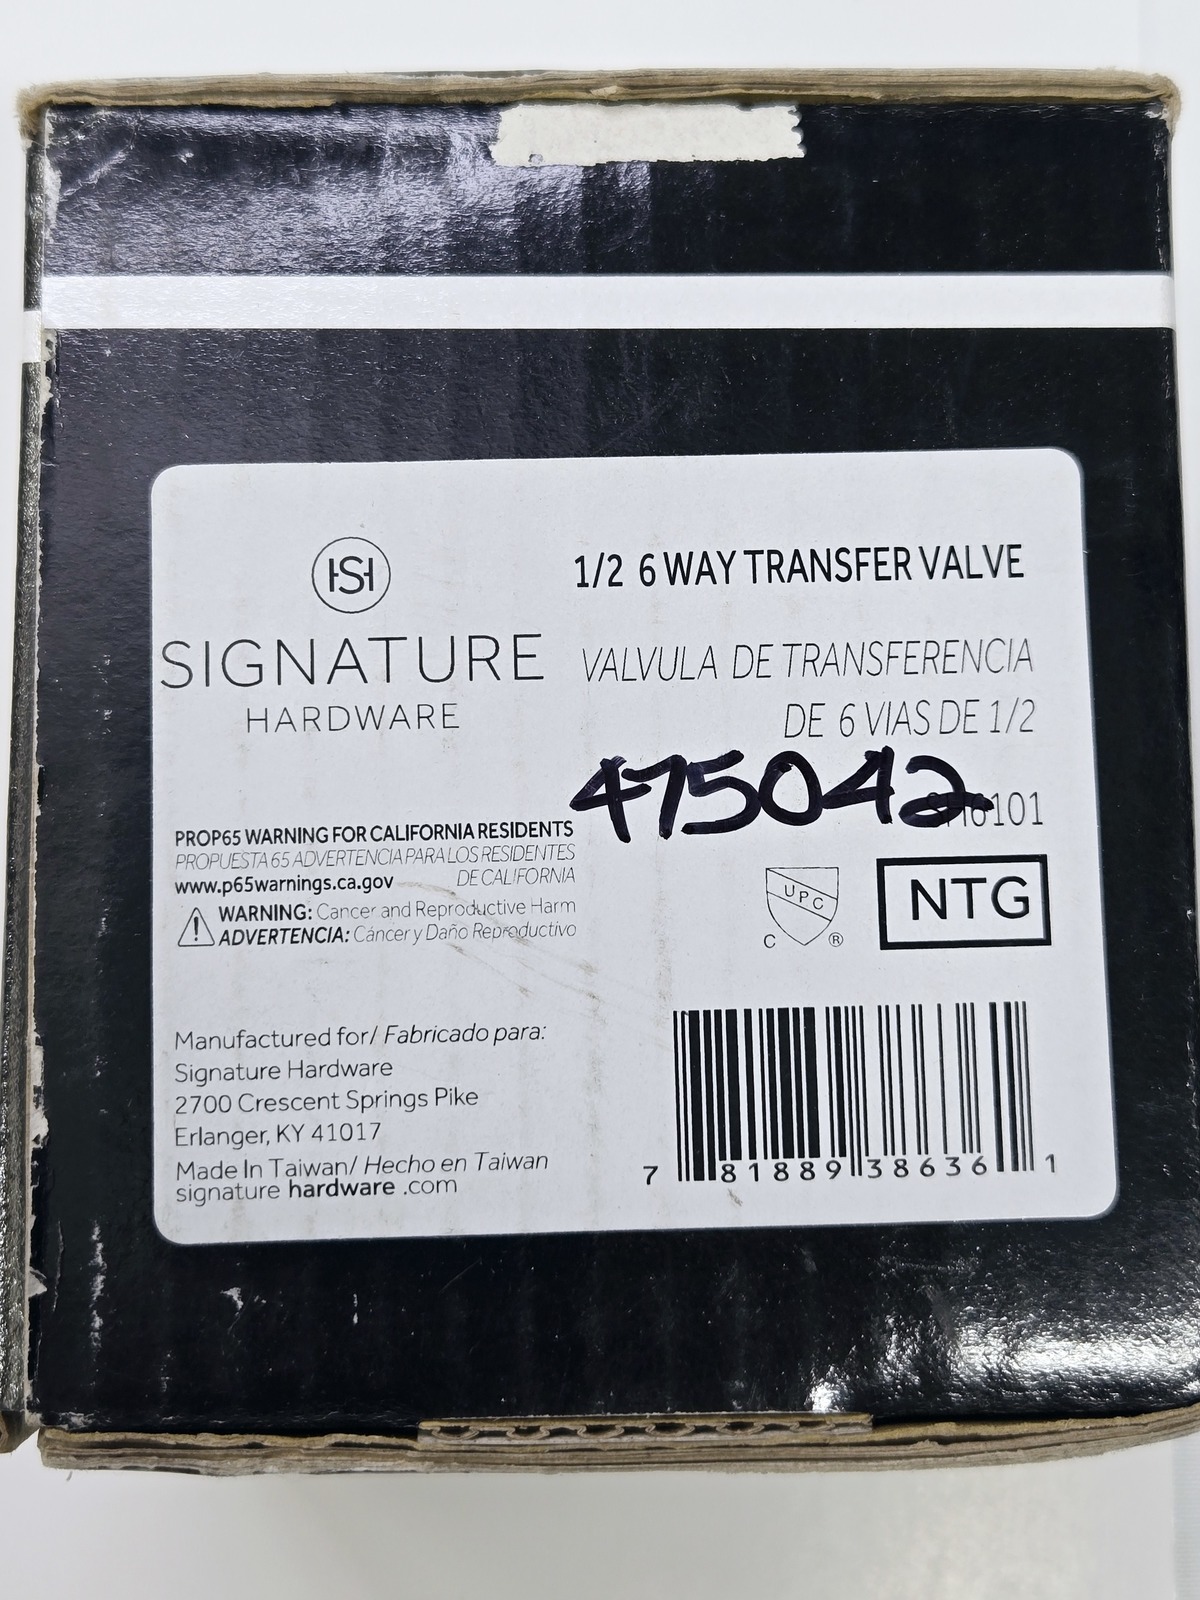 SH
SIGNATURE
HARDWARE
1/2 6 WAY TRANSFER VALVE
VALVULA DE TRANSFERENCIA
DE 6 VIAS DE 1/2
475042
PROP65 WARNING FOR CALIFORNIA RESIDENTS
PROPUESTA 65 ADVERTENCIA PARA LOS RESIDENTES
DE CALIFORNIA
www.p65warnings.ca.gov
WARNING: Cancer and Reproductive Harm
ADVERTENCIA: Cáncer y Daño Reproductivo
UPC
C ®
NTG
Manufactured for/ Fabricado para:
Signature Hardware
2700 Crescent Springs Pike
Erlanger, KY 41017
Made In Taiwan/ Hecho en Taiwan
signature hardware .com
7 81889 38636 1